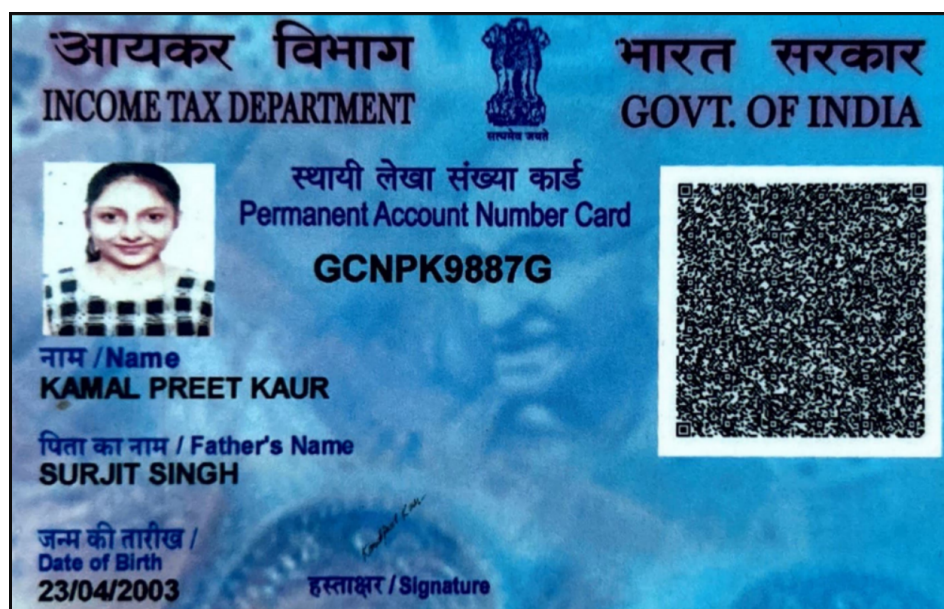 आयकर विभाग
INCOME TAX DEPARTMENT
सत्यमेव जयते
भारत सरकार
GOVT. OF INDIA
स्थायी लेखा संख्या कार्ड
Permanent Account Number Card
GCNPK9887G
नाम / Name
KAMAL PREET KAUR
पिता का नाम / Father's Name
SURJIT SINGH
जन्म की तारीख /
Date of Birth
23/04/2003
हस्ताक्षर / Signature